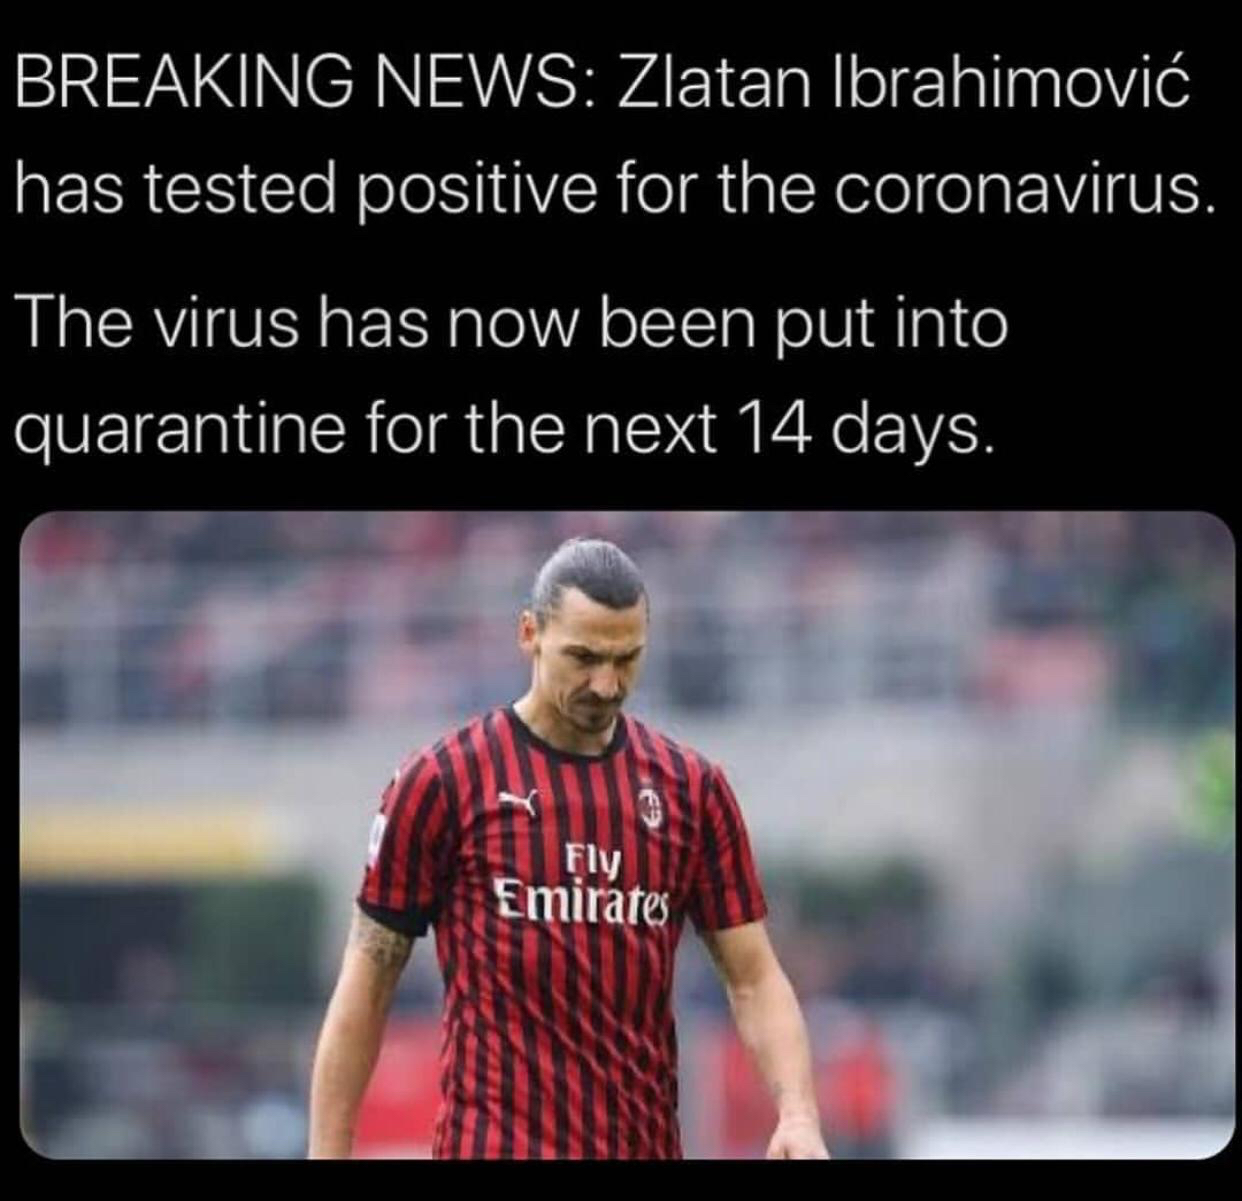 BREAKING NEWS: Zlatan Ibrahimović
has tested positive for the coronavirus.
The virus has now been put into
quarantine for the next 14 days.
Fly
Emirates